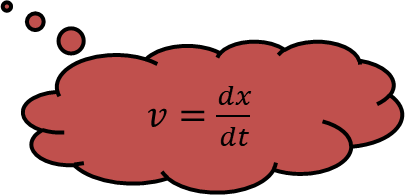 v = dx/dt